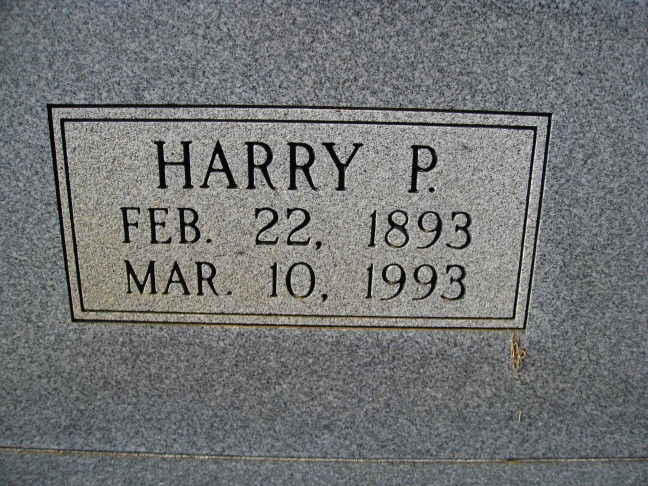 HARRY P.
FEB. 22, 1893
MAR. 10, 1993